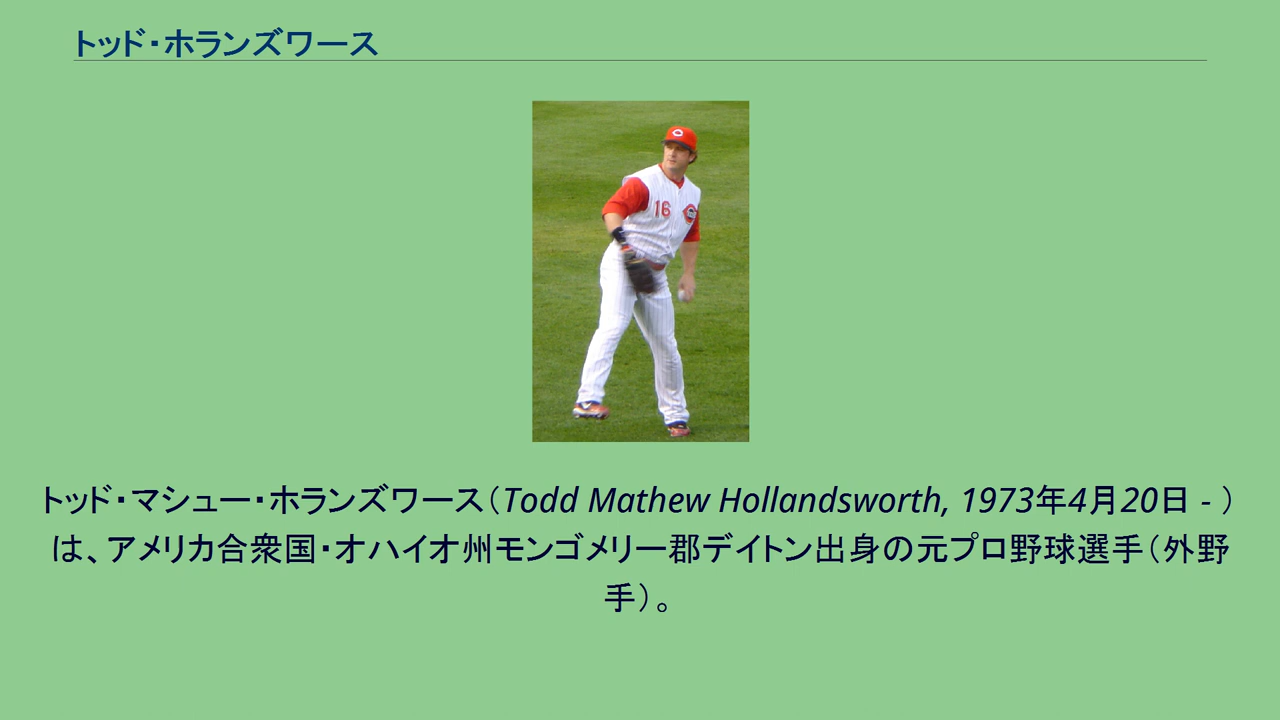 トッド・ホランズワース
16
トッド・マシュー・ホランズワース（Todd Mathew Hollandsworth, 1973年4月20日 - ）
は、アメリカ合衆国・オハイオ州モンゴメリー郡デイトン出身の元プロ野球選手（外野
手）。